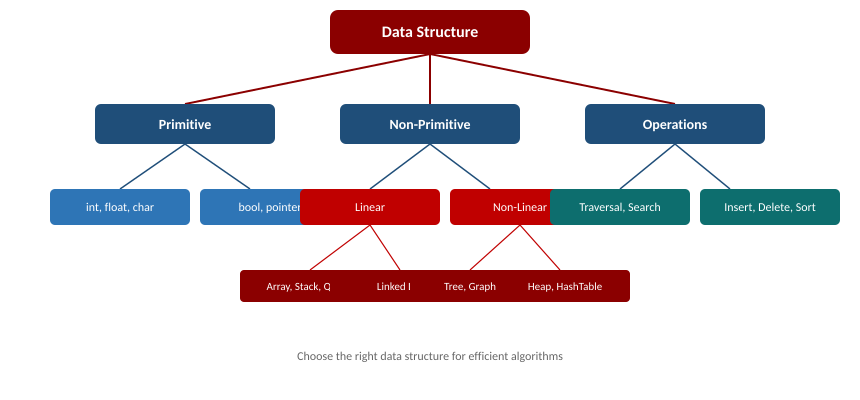 Data Structure
Primitive
Non-Primitive
Operations
int, float, char
bool, pointer
Linear
Non-Linear
Traversal, Search
Insert, Delete, Sort
Array, Stack, Q
Linked l
Tree, Graph
Heap, HashTable
Choose the right data structure for efficient algorithms